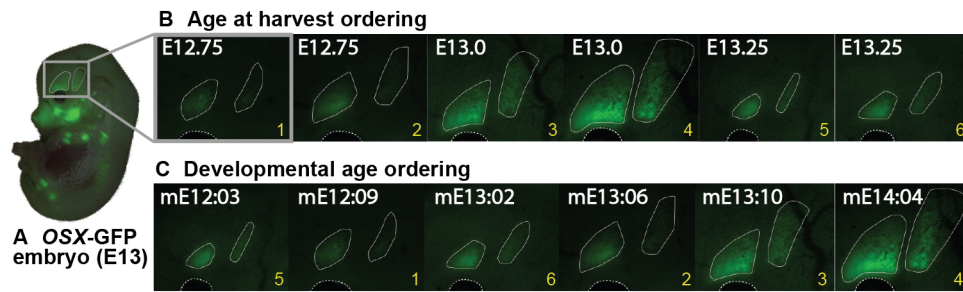 B Age at harvest ordering
E12.75 E12.75 E13.0 E13.0 E13.25 E13.25
1 2 3 4 5 6
C Developmental age ordering
mE12:03 mE12:09 mE13:02 mE13:06 mE13:10 mE14:04
5 1 6 2 3 4
A OSX-GFP
embryo (E13)